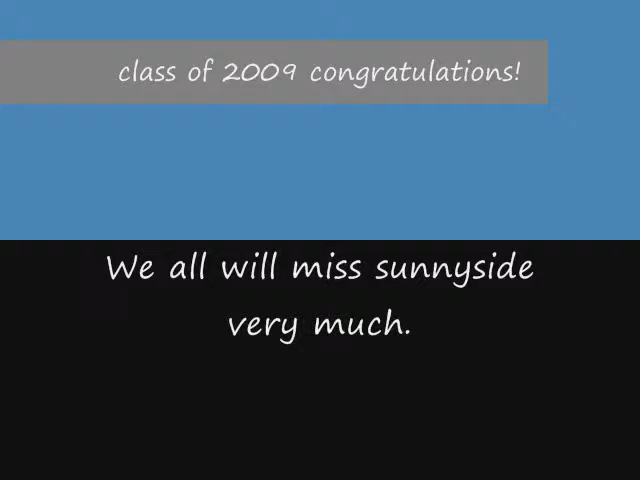 class of 2009 congratulations!
We all will miss sunnyside
very much.